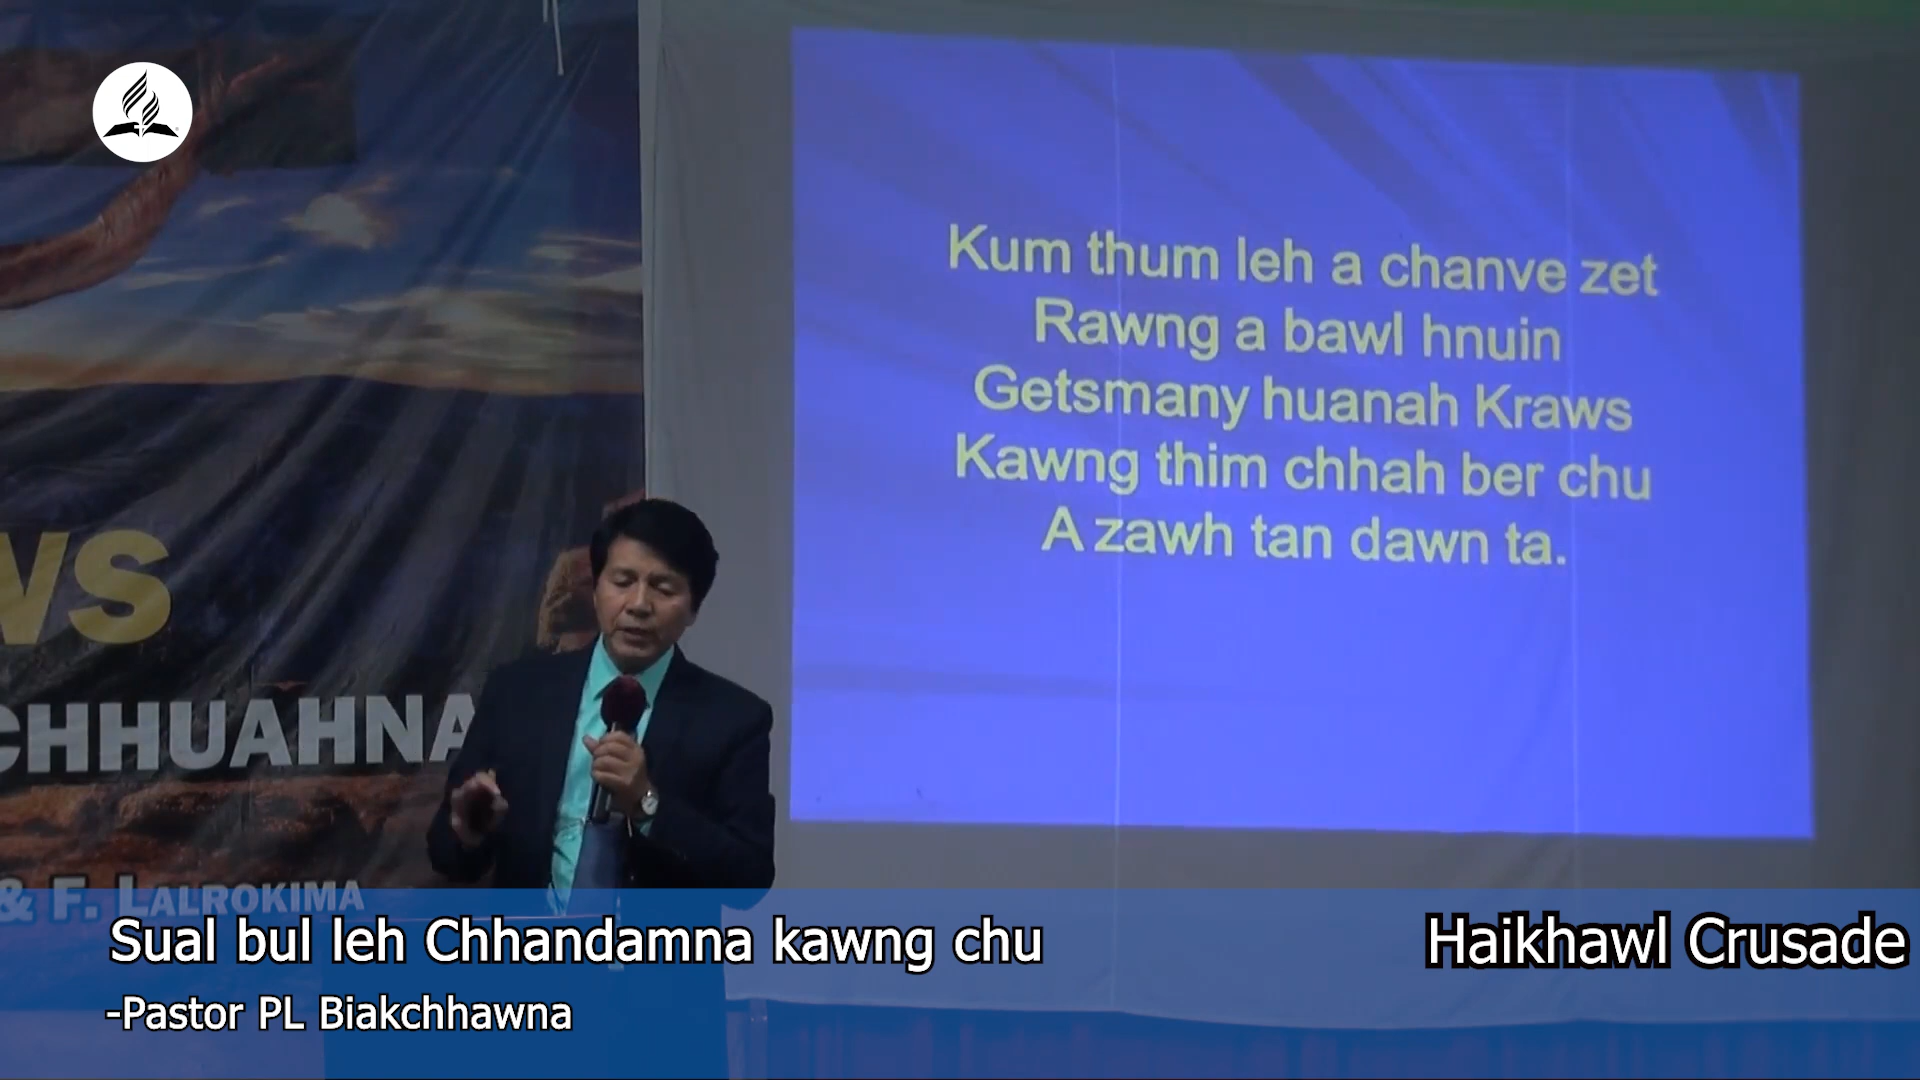 Kum thum leh a chanve zet
Rawng a bawl hnuin
Getsmany huanah Kraws
Kawng thim chhah ber chu
A zawh tan dawn ta.
WS
CHHUAHNA
& F. LALROKIMA
Sual bul leh Chhandamna kawng chu
Haikhawl Crusade
-Pastor PL Biakchhawna